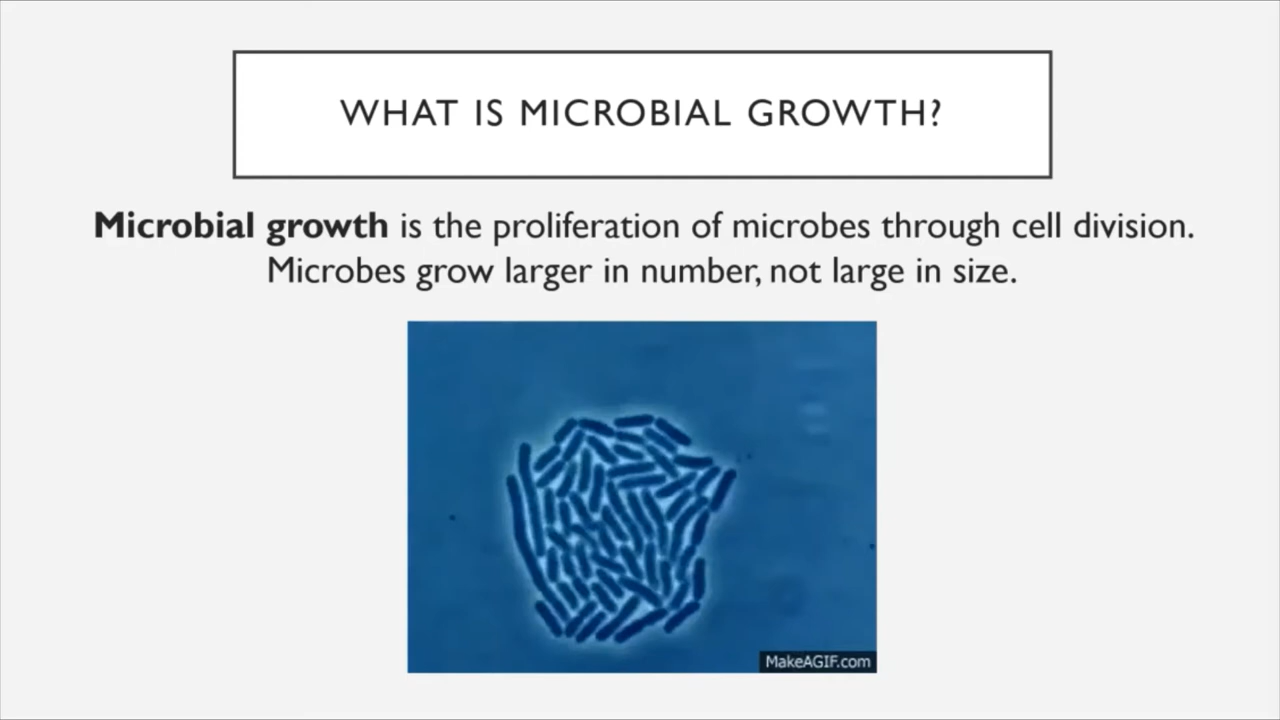 WHAT IS MICROBIAL GROWTH?
Microbial growth is the proliferation of microbes through cell division.
Microbes grow larger in number, not large in size.
MakeAGIF.com